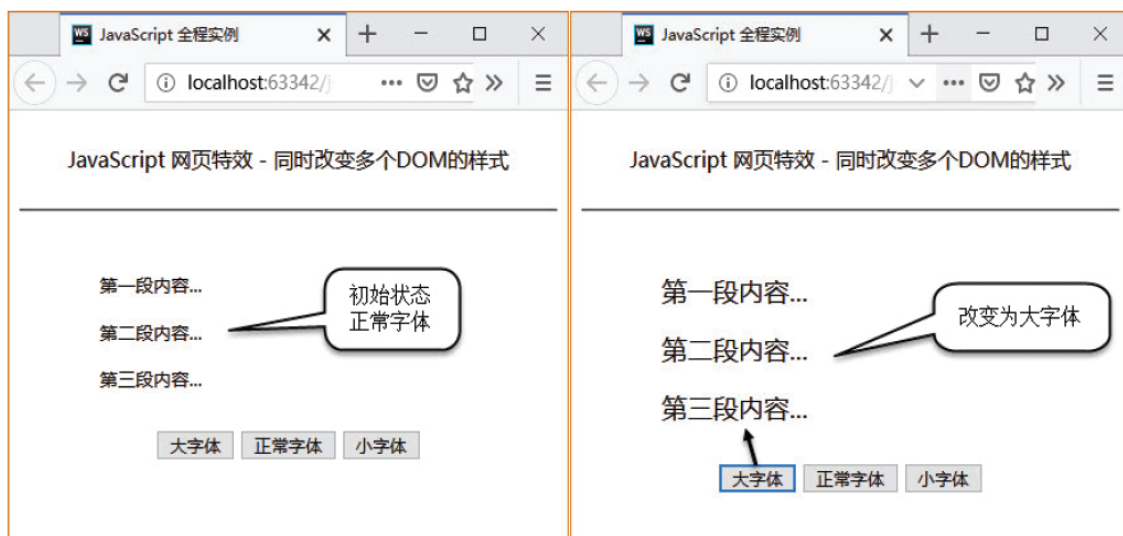 JavaScript 全程实例
localhost:63342/j
JavaScript 网页特效 - 同时改变多个DOM的样式
第一段内容...
第二段内容...
第三段内容...
初始状态
正常字体
大字体 正常字体 小字体
JavaScript 全程实例
localhost:63342/j
JavaScript 网页特效 - 同时改变多个DOM的样式
第一段内容...
第二段内容...
第三段内容...
改变为大字体
大字体 正常字体 小字体